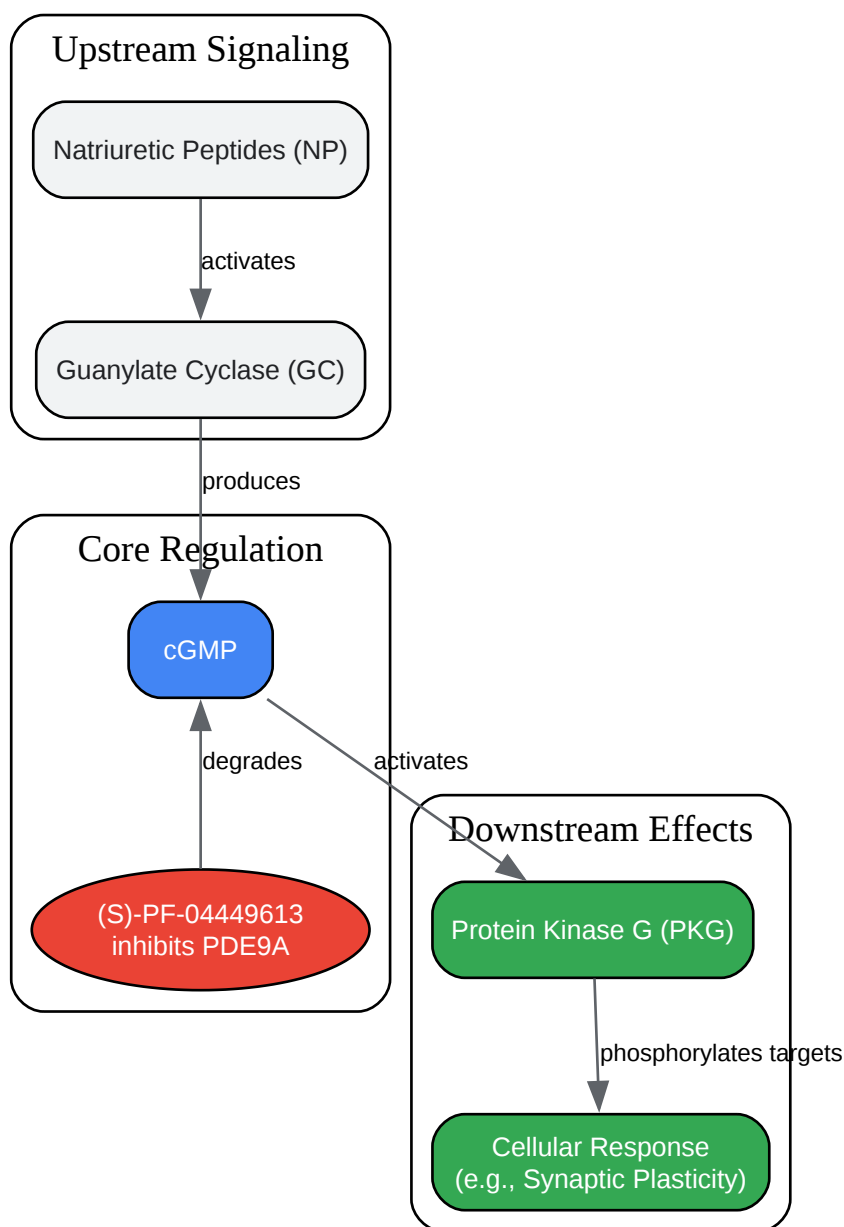 Upstream Signaling
Natriuretic Peptides (NP)
activates
Guanylate Cyclase (GC)
produces
Core Regulation
cGMP
degrades
activates
(S)-PF-04449613
inhibits PDE9A
Downstream Effects
Protein Kinase G (PKG)
phosphorylates targets
Cellular Response
(e.g., Synaptic Plasticity)